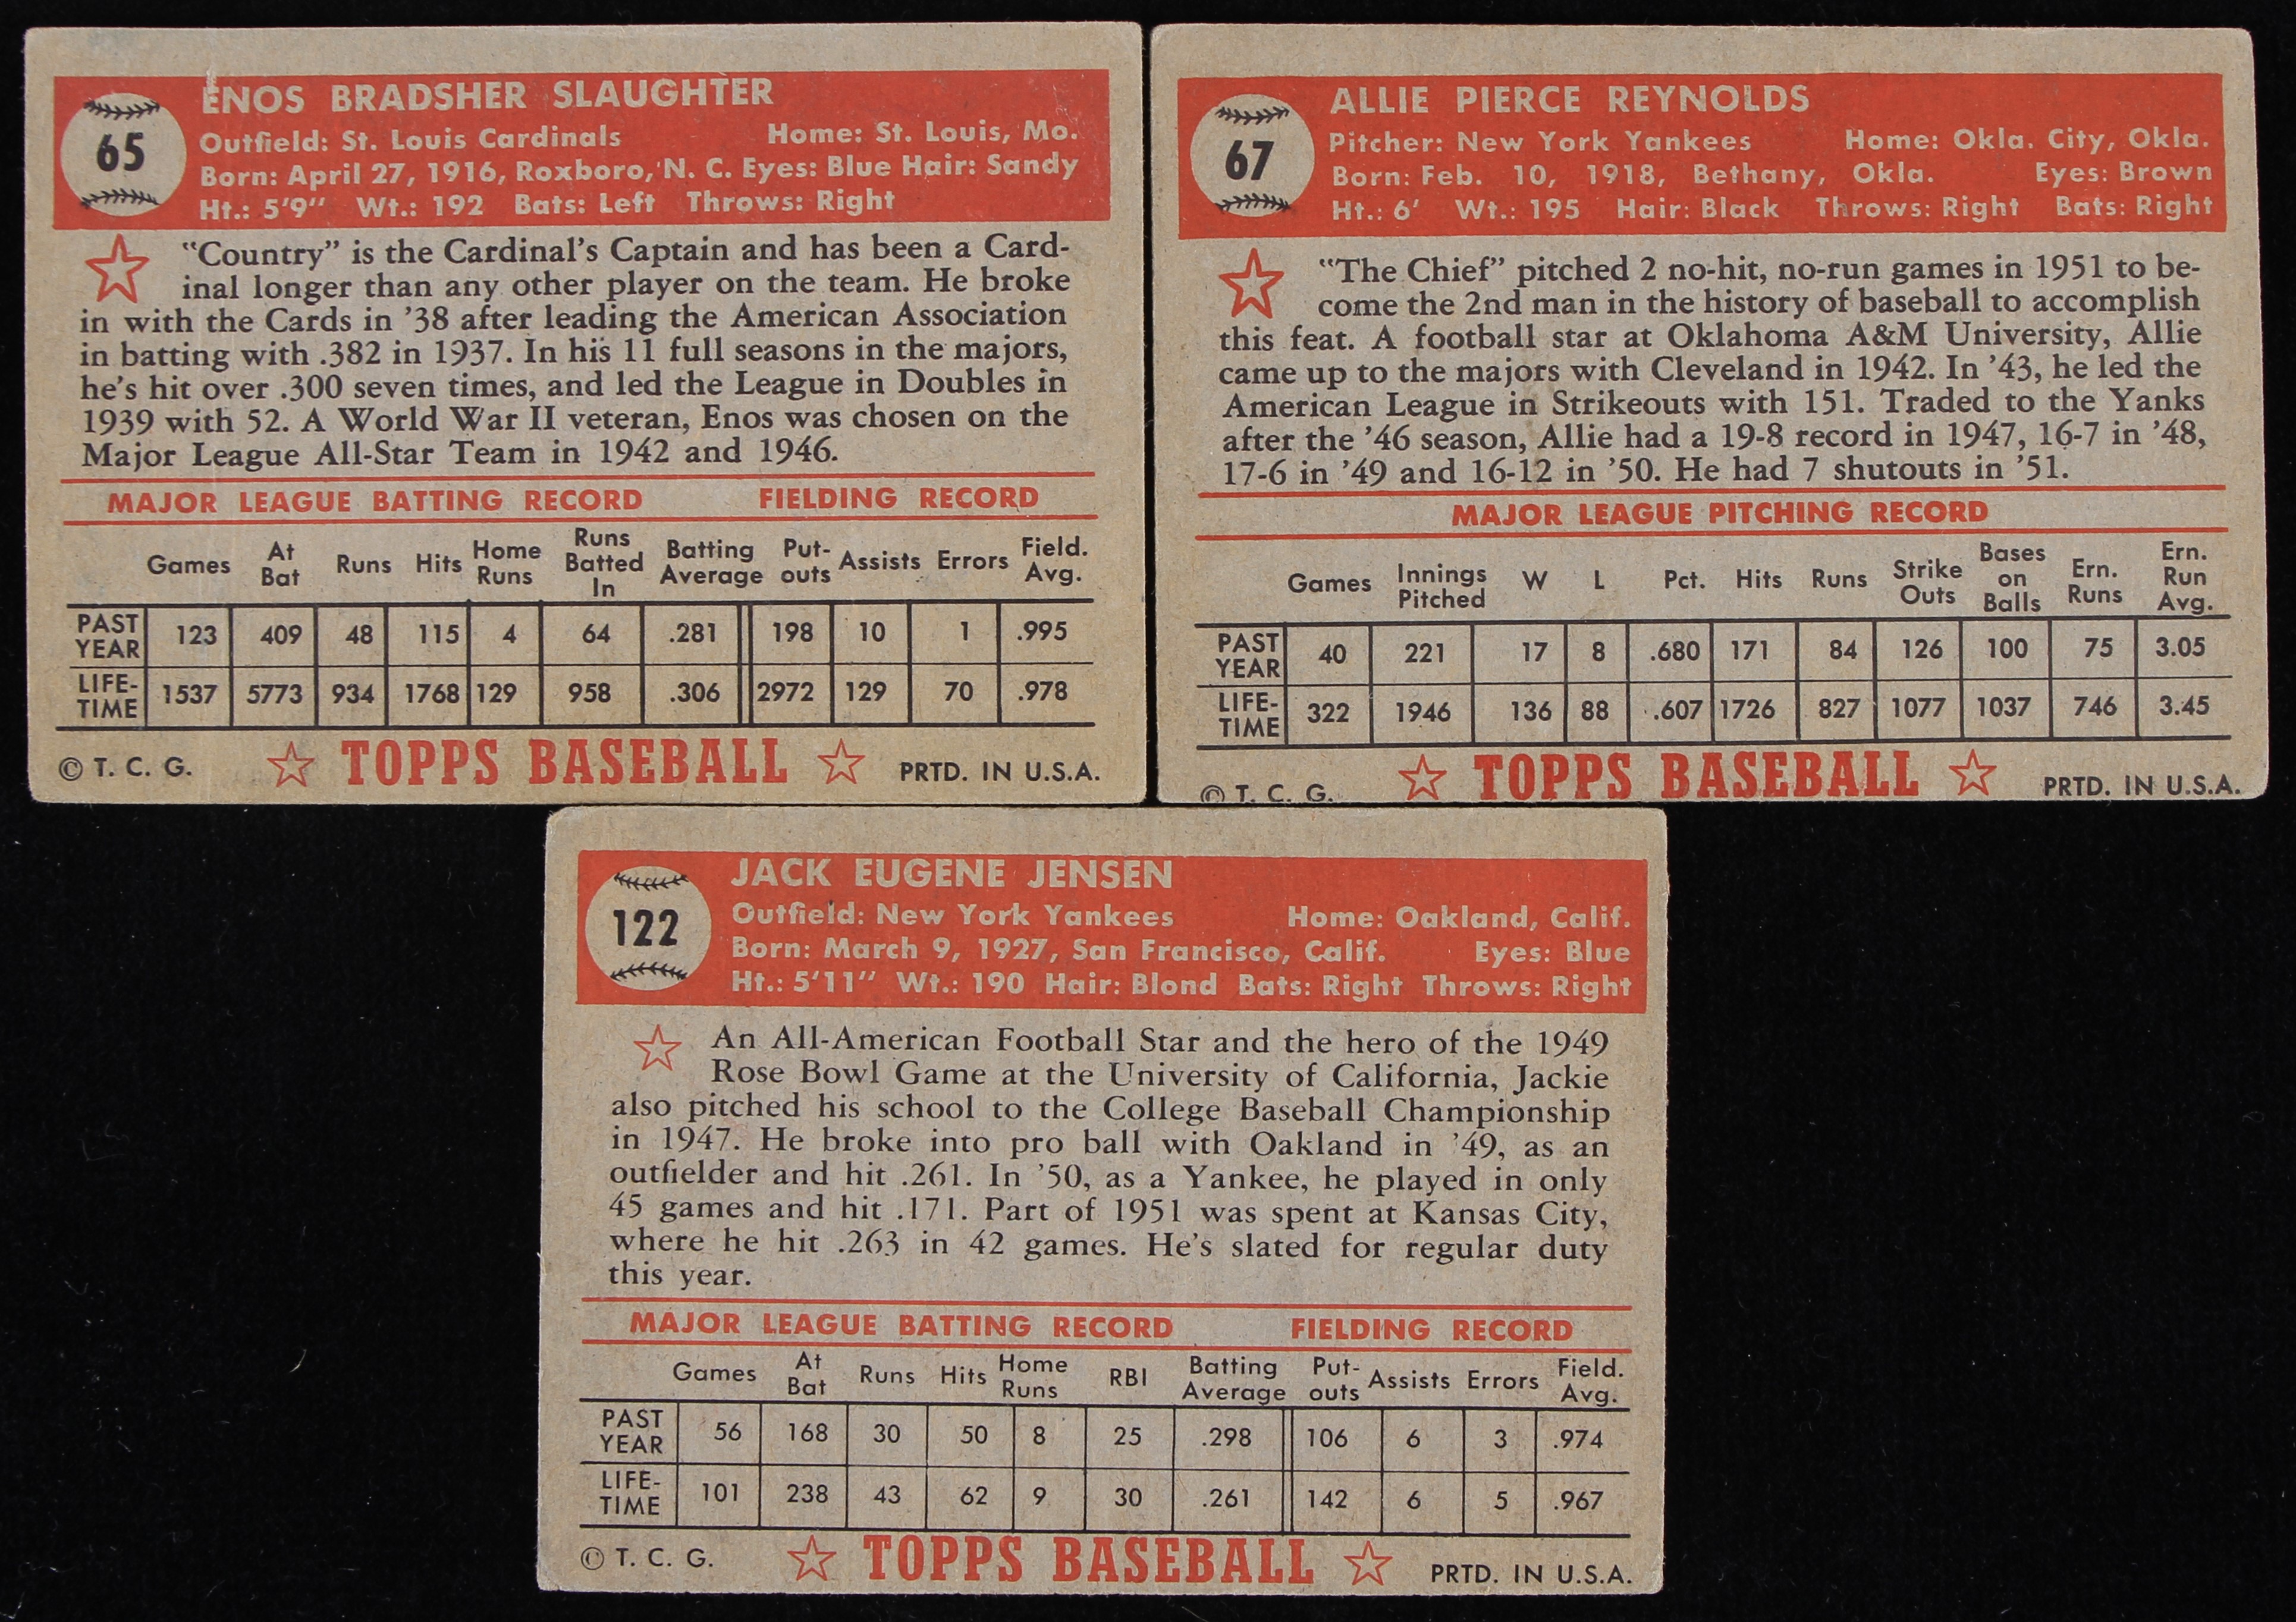 65
ENOS BRADSHER SLAUGHTER
Outfield: St. Louis Cardinals Home: St. Louis, Mo.
Born: April 27, 1916, Roxboro, N. C. Eyes: Blue Hair: Sandy
Ht.: 5'9" Wt.: 192 Bats: Left Throws: Right
"Country" is the Cardinal's Captain and has been a Card-
inal longer than any other player on the team. He broke
in with the Cards in '38 after leading the American Association
in batting with .382 in 1937. In his 11 full seasons in the majors,
he's hit over .300 seven times, and led the League in Doubles in
1939 with 52. A World War II veteran, Enos was chosen on the
Major League All-Star Team in 1942 and 1946.
MAJOR LEAGUE BATTING RECORD FIELDING RECORD
Games At Bat Runs Hits Home Runs Runs Batted In Batting Average Put-outs Assists Errors Field. Avg.
PAST YEAR 123 409 48 115 4 64 .281 198 10 1 .995
LIFE-TIME 1537 5773 934 1768 129 958 .306 2972 129 70 .978
© T. C. G. TOPPS BASEBALL PRTD. IN U.S.A.
67
ALLIE PIERCE REYNOLDS
Pitcher: New York Yankees Home: Okla. City, Okla.
Born: Feb. 10, 1918, Bethany, Okla. Eyes: Brown
Ht.: 6' Wt.: 195 Hair: Black Throws: Right Bats: Right
"The Chief" pitched 2 no-hit, no-run games in 1951 to be-
come the 2nd man in the history of baseball to accomplish
this feat. A football star at Oklahoma A&M University, Allie
came up to the majors with Cleveland in 1942. In '43, he led the
American League in Strikeouts with 151. Traded to the Yanks
after the '46 season, Allie had a 19-8 record in 1947, 16-7 in '48,
17-6 in '49 and 16-12 in '50. He had 7 shutouts in '51.
MAJOR LEAGUE PITCHING RECORD
Games Innings Pitched W L Pct. Hits Runs Strike Outs Bases on Balls Ern. Runs Ern. Run Avg.
PAST YEAR 40 221 17 8 .680 171 84 126 100 75 3.05
LIFE-TIME 322 1946 136 88 .607 1726 827 1077 1037 746 3.45
© T. C. G. TOPPS BASEBALL PRTD. IN U.S.A.
122
JACK EUGENE JENSEN
Outfield: New York Yankees Home: Oakland, Calif.
Born: March 9, 1927, San Francisco, Calif. Eyes: Blue
Ht.: 5'11" Wt.: 190 Hair: Blond Bats: Right Throws: Right
An All-American Football Star and the hero of the 1949
Rose Bowl Game at the University of California, Jackie
also pitched his school to the College Baseball Championship
in 1947. He broke into pro ball with Oakland in '49, as an
outfielder and hit .261. In '50, as a Yankee, he played in only
45 games and hit .171. Part of 1951 was spent at Kansas City,
where he hit .263 in 42 games. He's slated for regular duty
this year.
MAJOR LEAGUE BATTING RECORD FIELDING RECORD
Games At Bat Runs Hits Home Runs RBI Batting Average Put-outs Assists Errors Field. Avg.
PAST YEAR 56 168 30 50 8 25 .298 106 6 3 .974
LIFE-TIME 101 238 43 62 9 30 .261 142 6 5 .967
© T. C. G. TOPPS BASEBALL PRTD. IN U.S.A.